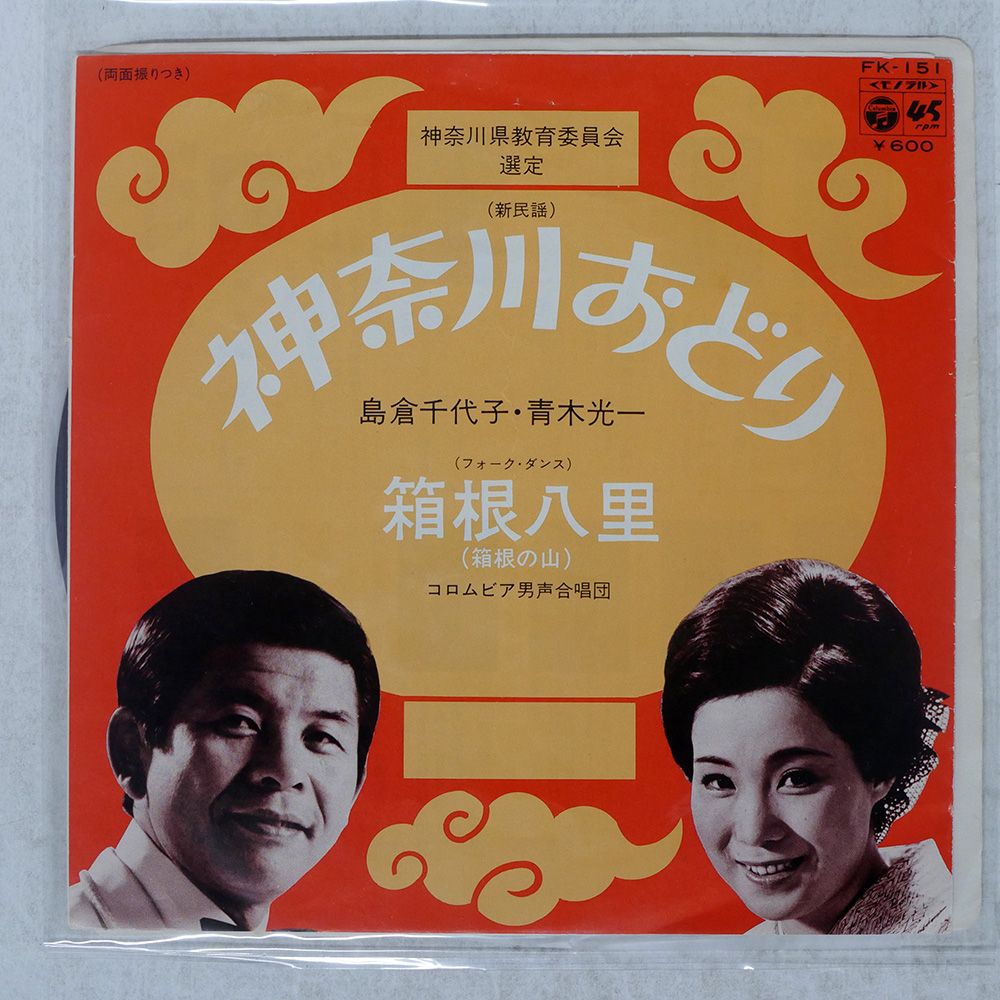 (両面振りつき)
FK-151
<モノラル>
Columbia
45
rpm
¥600
神奈川県教育委員会
選定
(新民謡)
神奈川おどり
島倉千代子・青木光一
(フォーク・ダンス)
箱根八里
(箱根の山)
コロムビア男声合唱団